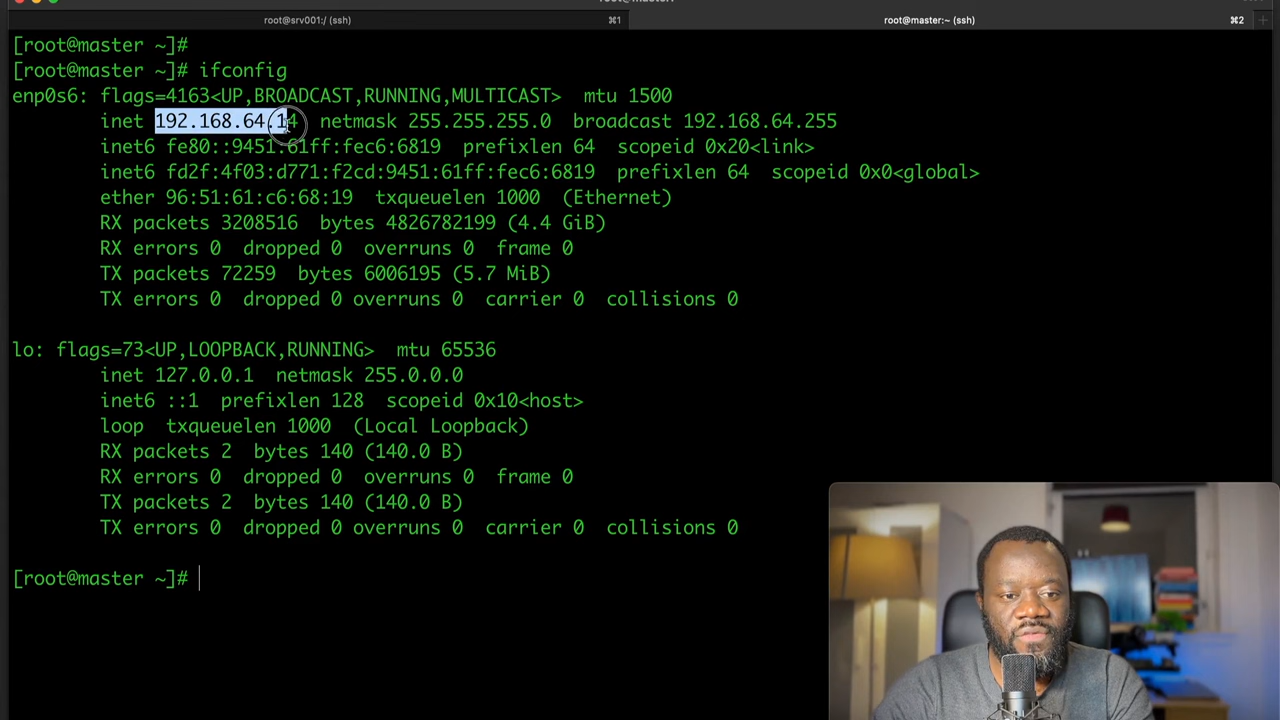 root@srv001:/ (ssh) ⌘1 root@master:~ (ssh) ⌘2
[root@master ~]#
[root@master ~]# ifconfig
enp0s6: flags=4163<UP,BROADCAST,RUNNING,MULTICAST>  mtu 1500
inet 192.168.64.14  netmask 255.255.255.0  broadcast 192.168.64.255
inet6 fe80::9451:61ff:fec6:6819  prefixlen 64  scopeid 0x20<link>
inet6 fd2f:4f03:d771:f2cd:9451:61ff:fec6:6819  prefixlen 64  scopeid 0x0<global>
ether 96:51:61:c6:68:19  txqueuelen 1000  (Ethernet)
RX packets 3208516  bytes 4826782199 (4.4 GiB)
RX errors 0  dropped 0  overruns 0  frame 0
TX packets 72259  bytes 6006195 (5.7 MiB)
TX errors 0  dropped 0 overruns 0  carrier 0  collisions 0
lo: flags=73<UP,LOOPBACK,RUNNING>  mtu 65536
inet 127.0.0.1  netmask 255.0.0.0
inet6 ::1  prefixlen 128  scopeid 0x10<host>
loop  txqueuelen 1000  (Local Loopback)
RX packets 2  bytes 140 (140.0 B)
RX errors 0  dropped 0  overruns 0  frame 0
TX packets 2  bytes 140 (140.0 B)
TX errors 0  dropped 0 overruns 0  carrier 0  collisions 0
[root@master ~]#